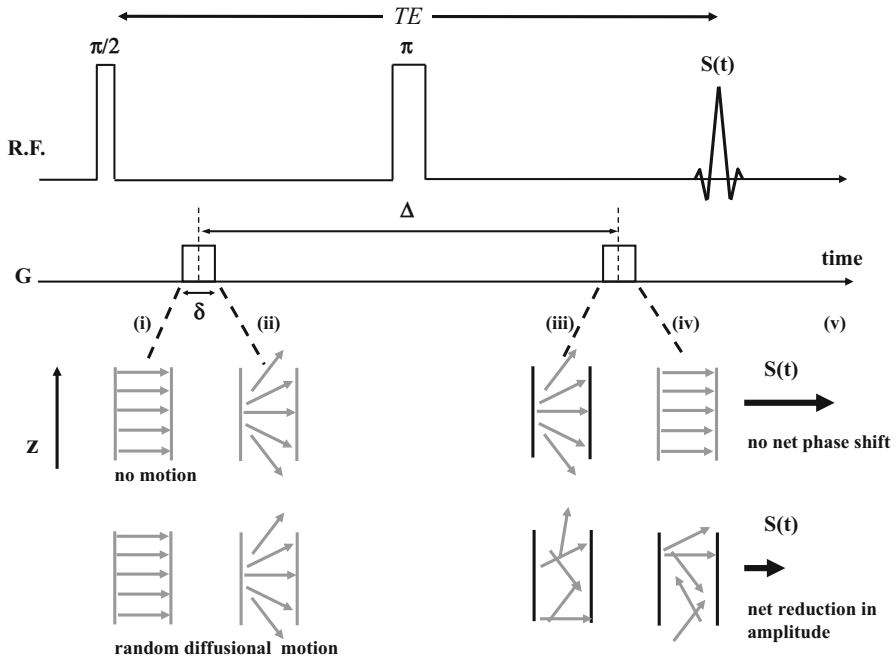 TE
π/2
π
S(t)
R.F.
Δ
G
time
δ
(i)
(ii)
(iii)
(iv)
(v)
z
S(t)
no net phase shift
no motion
S(t)
net reduction in
amplitude
random diffusional motion